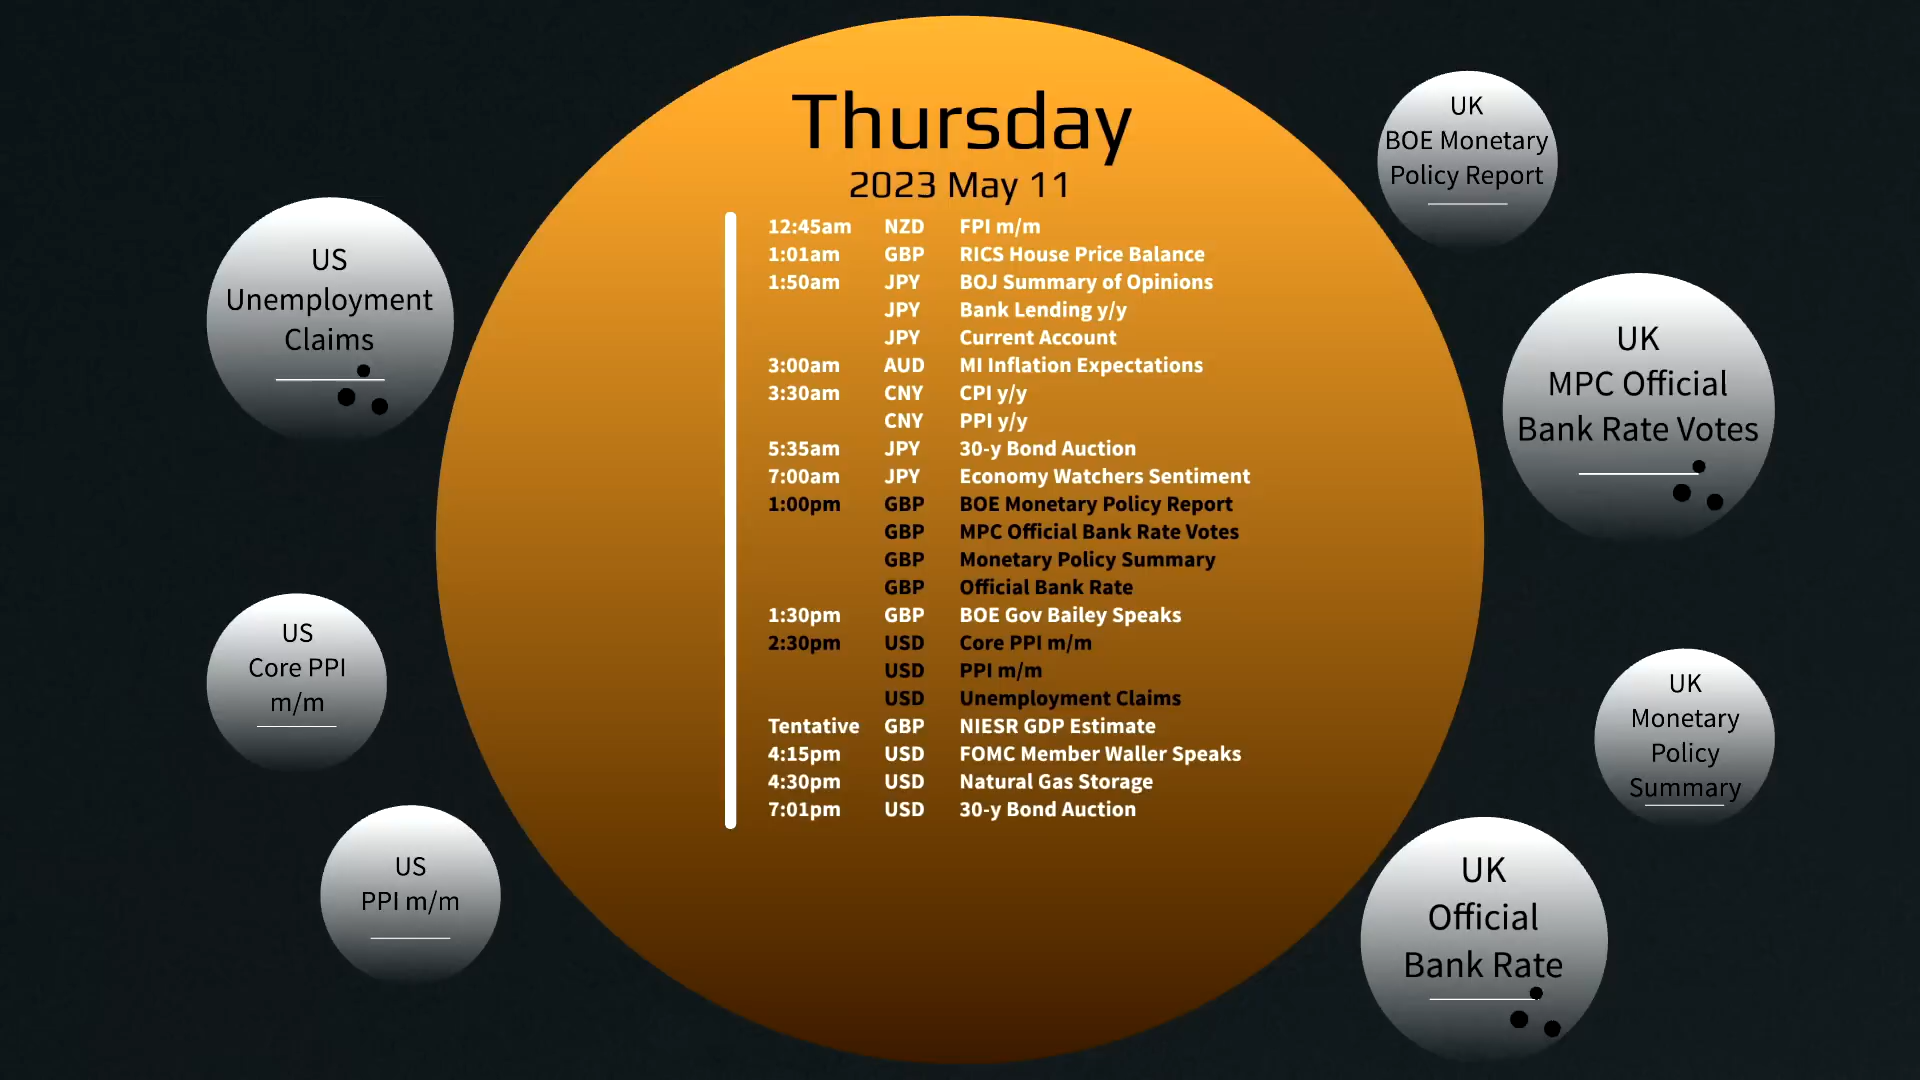 Thursday
2023 May 11
12:45am NZD FPI m/m
1:01am GBP RICS House Price Balance
1:50am JPY BOJ Summary of Opinions
JPY Bank Lending y/y
JPY Current Account
3:00am AUD MI Inflation Expectations
3:30am CNY CPI y/y
CNY PPI y/y
5:35am JPY 30-y Bond Auction
7:00am JPY Economy Watchers Sentiment
1:00pm GBP BOE Monetary Policy Report
GBP MPC Official Bank Rate Votes
GBP Monetary Policy Summary
GBP Official Bank Rate
1:30pm GBP BOE Gov Bailey Speaks
2:30pm USD Core PPI m/m
USD PPI m/m
USD Unemployment Claims
Tentative GBP NIESR GDP Estimate
4:15pm USD FOMC Member Waller Speaks
4:30pm USD Natural Gas Storage
7:01pm USD 30-y Bond Auction
US
Unemployment
Claims
US
Core PPI
m/m
US
PPI m/m
UK
BOE Monetary
Policy Report
UK
MPC Official
Bank Rate Votes
UK
Monetary
Policy
Summary
UK
Official
Bank Rate